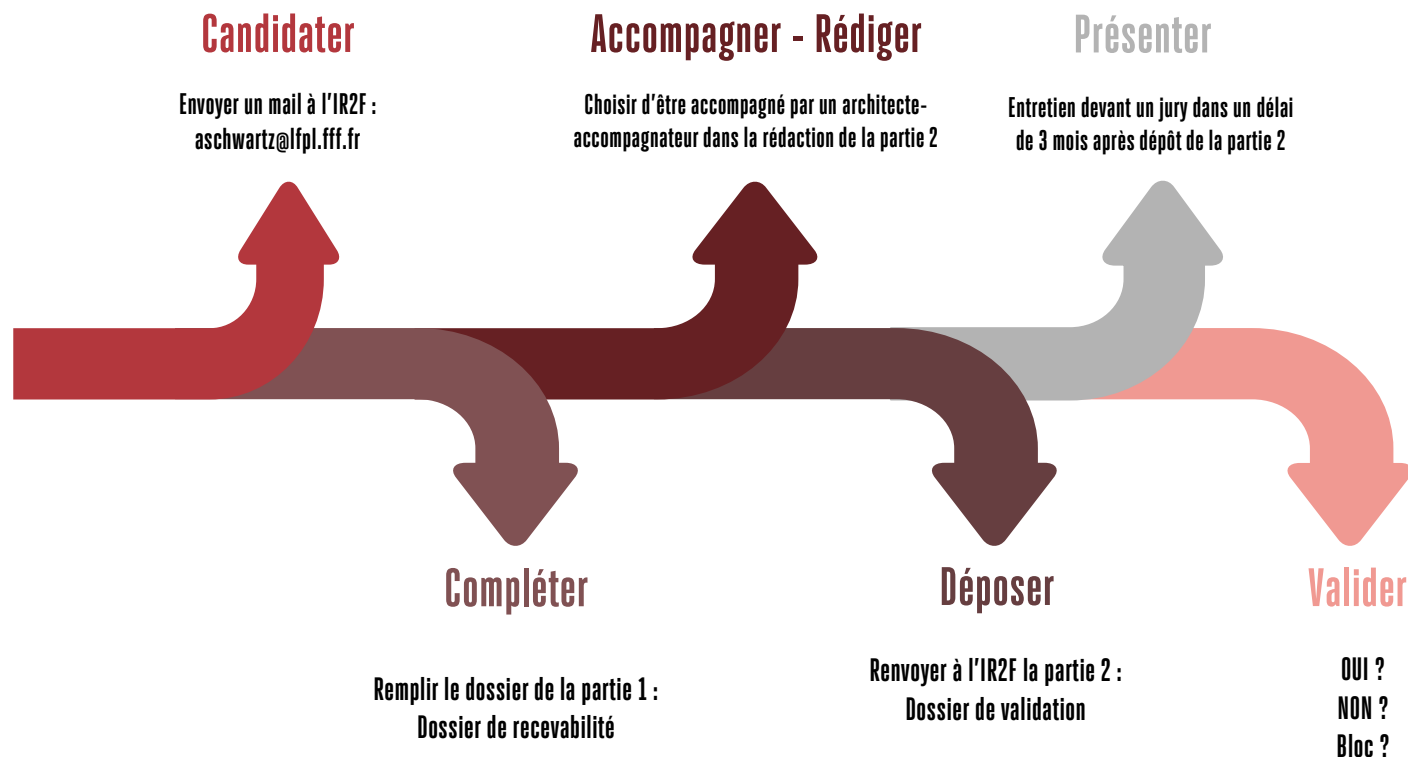 Candidater
Envoyer un mail à l'IR2F :
aschwartz@lfpl.fff.fr
Compléter
Remplir le dossier de la partie 1 :
Dossier de recevabilité
Accompagner - Rédiger
Choisir d'être accompagné par un architecte-
accompagnateur dans la rédaction de la partie 2
Déposer
Renvoyer à l'IR2F la partie 2 :
Dossier de validation
Présenter
Entretien devant un jury dans un délai
de 3 mois après dépôt de la partie 2
Valider
OUI ?
NON ?
Bloc ?